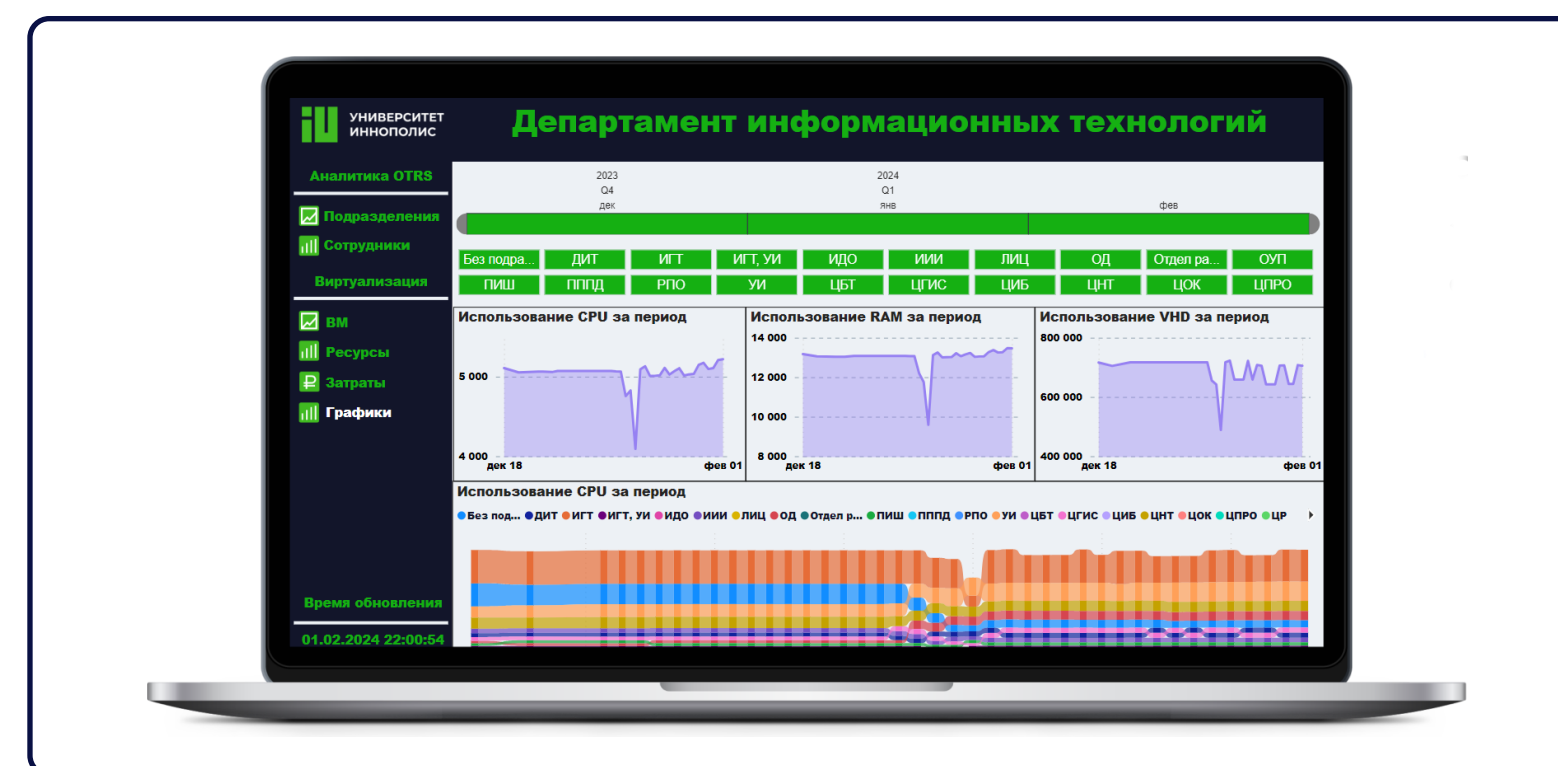 УНИВЕРСИТЕТ
ИННОПОЛИС
Департамент информационных технологий
Аналитика OTRS
Подразделения
Сотрудники
Виртуализация
ВМ
Ресурсы
Затраты
Графики
Время обновления
01.02.2024 22:00:54
2023 2024
Q4 Q1
дек янв фев
Без подра... ДИТ ИГТ ИГТ, УИ ИДО ИИИ ЛИЦ ОД Отдел ра... ОУП
ПИШ ПППД РПО УИ ЦБТ ЦГИС ЦИБ ЦНТ ЦОК ЦПРО
Использование CPU за период
5 000
4 000
дек 18 фев 01
Использование RAM за период
14 000
12 000
10 000
8 000
дек 18 фев 01
Использование VHD за период
800 000
600 000
400 000
дек 18 фев 01
Использование CPU за период
Без под... ДИТ ИГТ ИГТ, УИ ИДО ИИИ ЛИЦ ОД Отдел р... ПИШ ПППД РПО УИ ЦБТ ЦГИС ЦИБ ЦНТ ЦОК ЦПРО ЦР